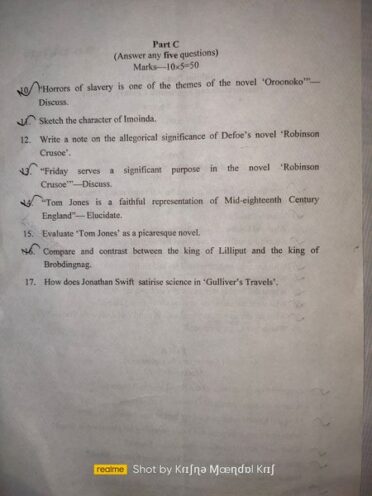 Part C
(Answer any five questions)
Marks—10×5=50
10. "Horrors of slavery is one of the themes of the novel 'Oroonoko'"—
Discuss.
11. Sketch the character of Imoinda.
12. Write a note on the allegorical significance of Defoe's novel 'Robinson
Crusoe'.
13. "Friday serves a significant purpose in the novel 'Robinson
Crusoe'"—Discuss.
14. "Tom Jones is a faithful representation of Mid-eighteenth Century
England"— Elucidate.
15. Evaluate 'Tom Jones' as a picaresque novel.
16. Compare and contrast between the king of Lilliput and the king of
Brobdingnag.
17. How does Jonathan Swift satirise science in 'Gulliver's Travels'.
realme Shot by Krɪʃɳə Mœɳdɒl Krɪʃ